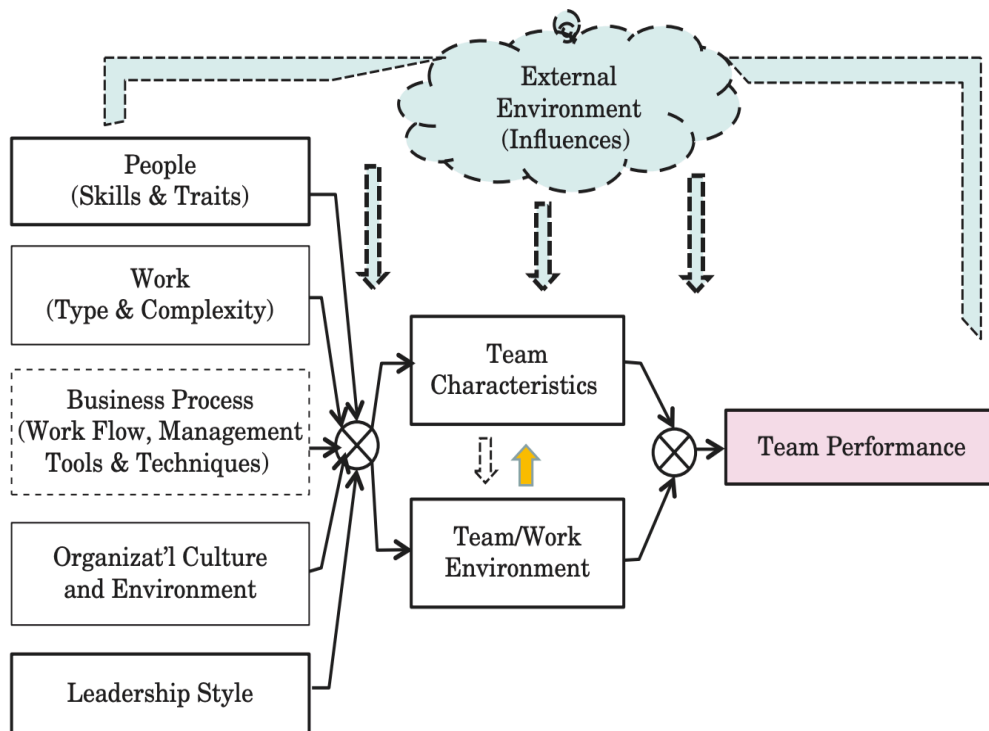 External
Environment
(Influences)
People
(Skills & Traits)
Work
(Type & Complexity)
Business Process
(Work Flow, Management
Tools & Techniques)
Organizat'l Culture
and Environment
Leadership Style
Team
Characteristics
Team/Work
Environment
Team Performance